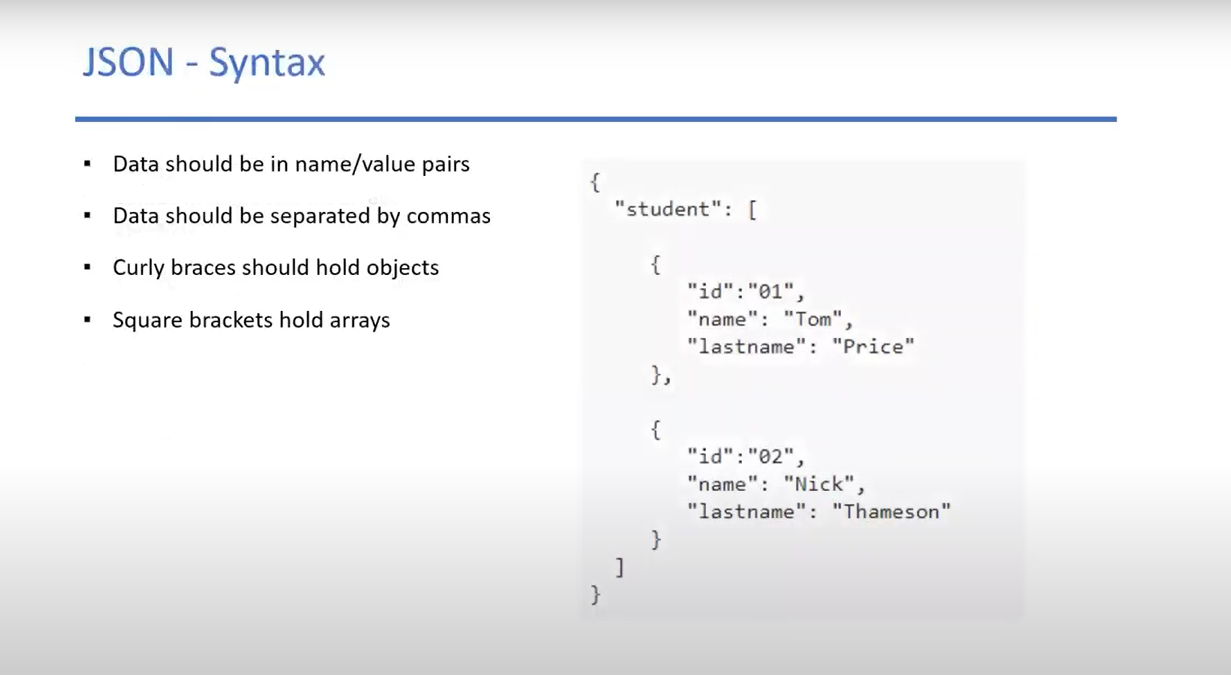 JSON - Syntax
▪ Data should be in name/value pairs
▪ Data should be separated by commas
▪ Curly braces should hold objects
▪ Square brackets hold arrays
{
  "student": [
     {
        "id":"01",
        "name": "Tom",
        "lastname": "Price"
     },
     {
        "id":"02",
        "name": "Nick",
        "lastname": "Thameson"
     }
  ]
}